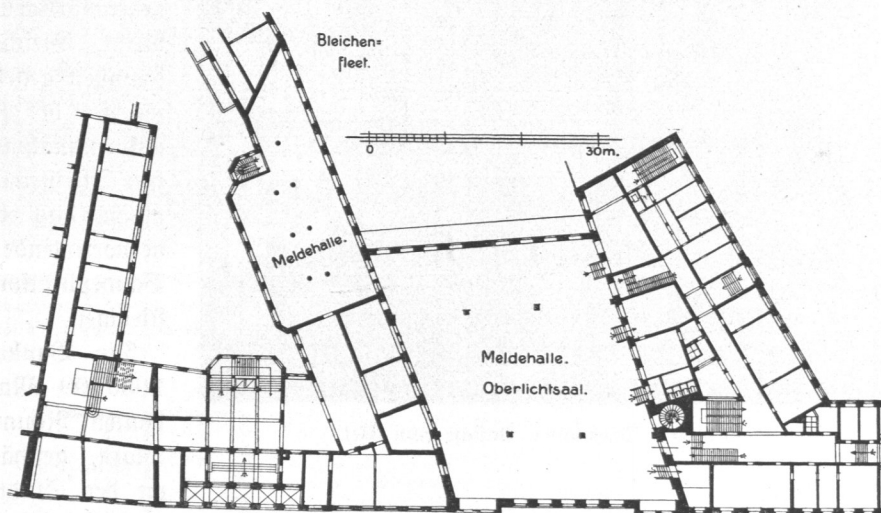 Bleichen=
fleet.
0 30m.
Meldehalle.
Meldehalle.
Oberlichtsaal.